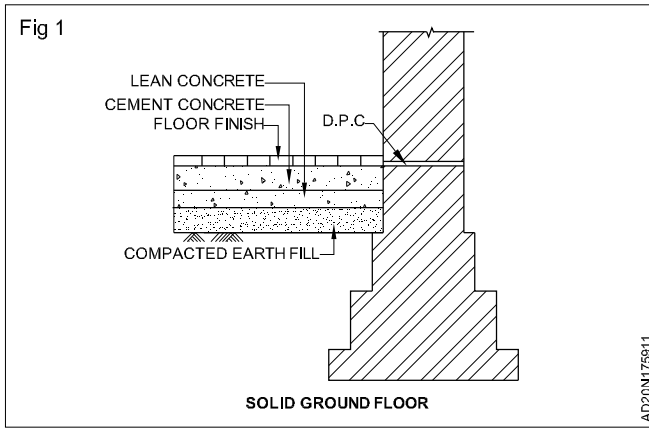 Fig 1
LEAN CONCRETE
CEMENT CONCRETE
FLOOR FINISH
D.P.C
COMPACTED EARTH FILL
SOLID GROUND FLOOR
AD20N175911